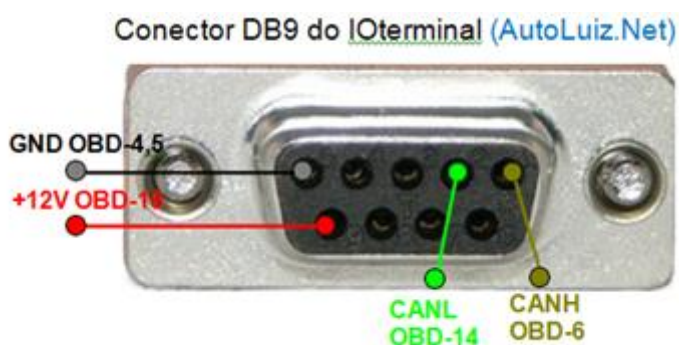 Conector DB9 do IOterminal (AutoLuiz.Net)
GND OBD-4,5
+12V OBD-16
CANL
OBD-14
CANH
OBD-6